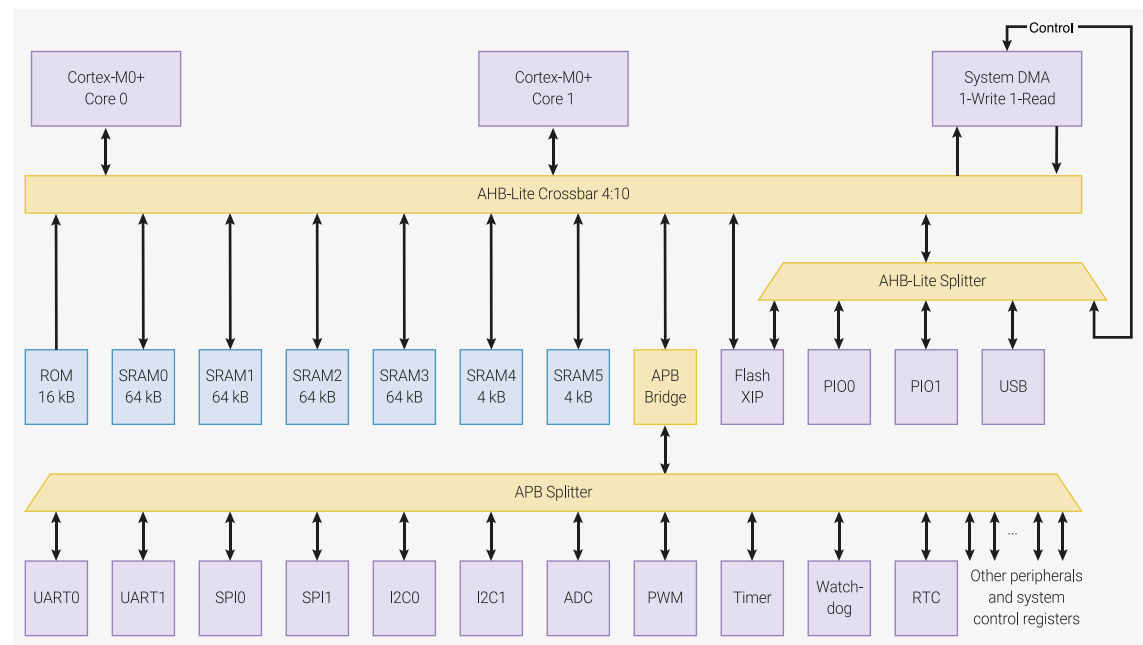 Control
Cortex-M0+
Core 0
Cortex-M0+
Core 1
System DMA
1-Write 1-Read
AHB-Lite Crossbar 4:10
AHB-Lite Splitter
ROM
16 kB
SRAM0
64 kB
SRAM1
64 kB
SRAM2
64 kB
SRAM3
64 kB
SRAM4
4 kB
SRAM5
4 kB
APB
Bridge
Flash
XIP
PIO0
PIO1
USB
APB Splitter
...
UART0
UART1
SPI0
SPI1
I2C0
I2C1
ADC
PWM
Timer
Watch-
dog
RTC
Other peripherals
and system
control registers